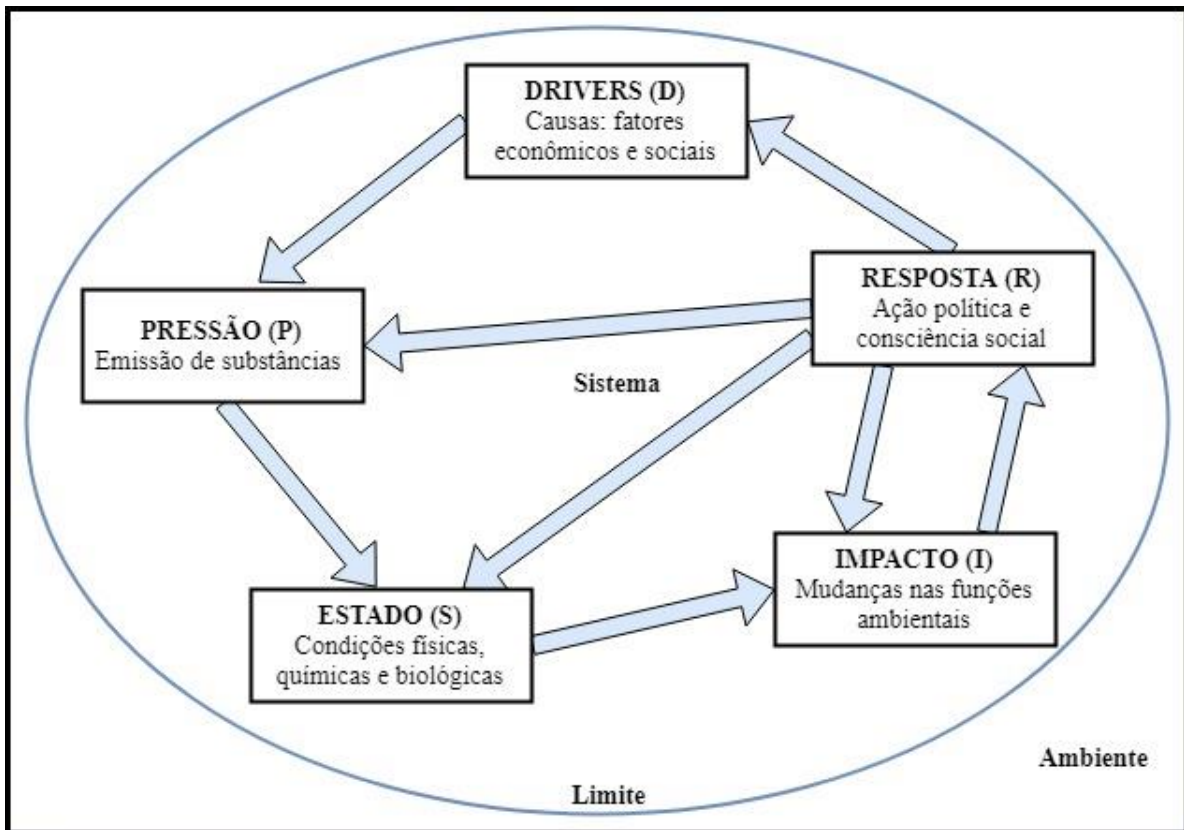 DRIVERS (D)
Causas: fatores
econômicos e sociais
RESPOSTA (R)
Ação política e
consciência social
PRESSÃO (P)
Emissão de substâncias
Sistema
IMPACTO (I)
Mudanças nas funções
ambientais
ESTADO (S)
Condições físicas,
químicas e biológicas
Ambiente
Limite